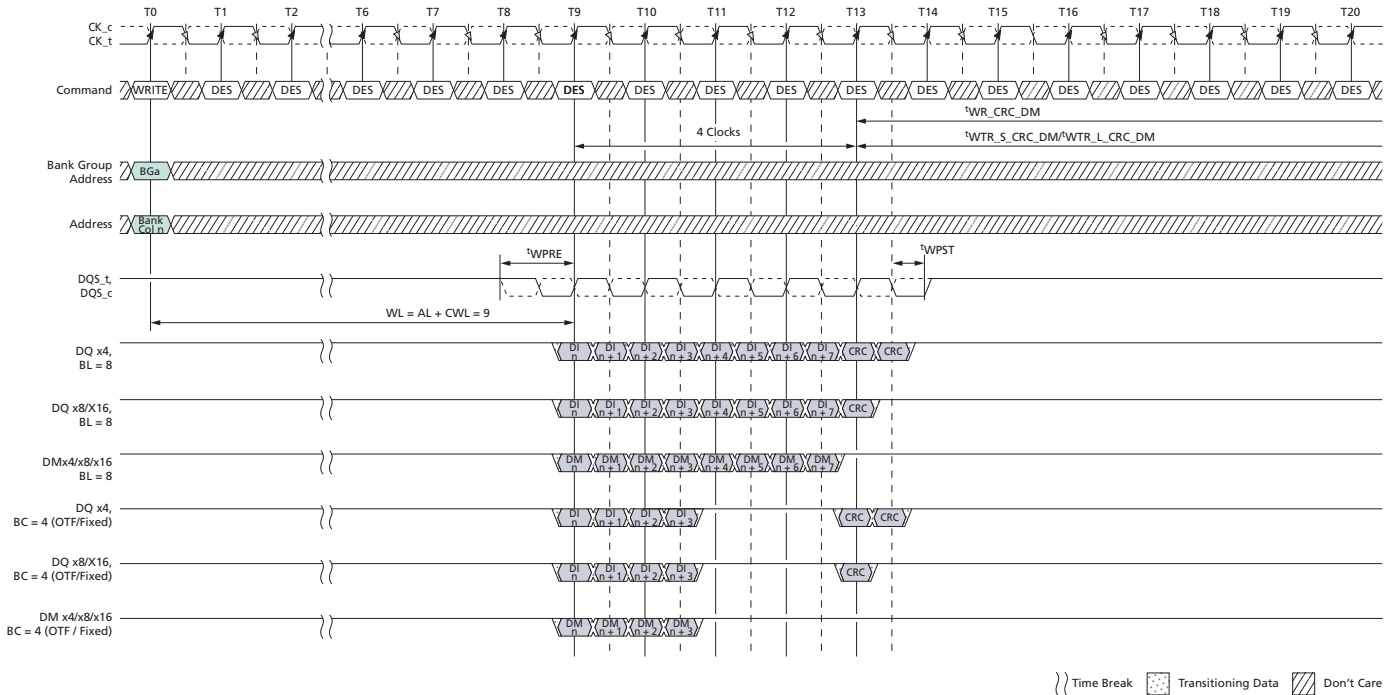 T0 T1 T2 T6 T7 T8 T9 T10 T11 T12 T13 T14 T15 T16 T17 T18 T19 T20
CK_c
CK_t
Command WRITE DES DES DES DES DES DES DES DES DES DES DES DES DES DES DES DES DES
tWR_CRC_DM
4 Clocks
tWTR_S_CRC_DM/tWTR_L_CRC_DM
Bank Group
Address
BGa
Address
Bank
Col n
tWPRE
tWPST
DQS_t,
DQS_c
WL = AL + CWL = 9
DQ x4,
BL = 8
DI
n
DI
n + 1
DI
n + 2
DI
n + 3
DI
n + 4
DI
n + 5
DI
n + 6
DI
n + 7
CRC
CRC
DQ x8/X16,
BL = 8
DI
n
DI
n + 1
DI
n + 2
DI
n + 3
DI
n + 4
DI
n + 5
DI
n + 6
DI
n + 7
CRC
DMx4/x8/x16
BL = 8
DM
n
DM
n + 1
DM
n + 2
DM
n + 3
DM
n + 4
DM
n + 5
DM
n + 6
DM
n + 7
DQ x4,
BC = 4 (OTF/Fixed)
DI
n
DI
n + 1
DI
n + 2
DI
n + 3
CRC
CRC
DQ x8/X16,
BC = 4 (OTF/Fixed)
DI
n
DI
n + 1
DI
n + 2
DI
n + 3
CRC
DM x4/x8/x16
BC = 4 (OTF / Fixed)
DM
n
DM
n + 1
DM
n + 2
DM
n + 3
Time Break
Transitioning Data
Don't Care